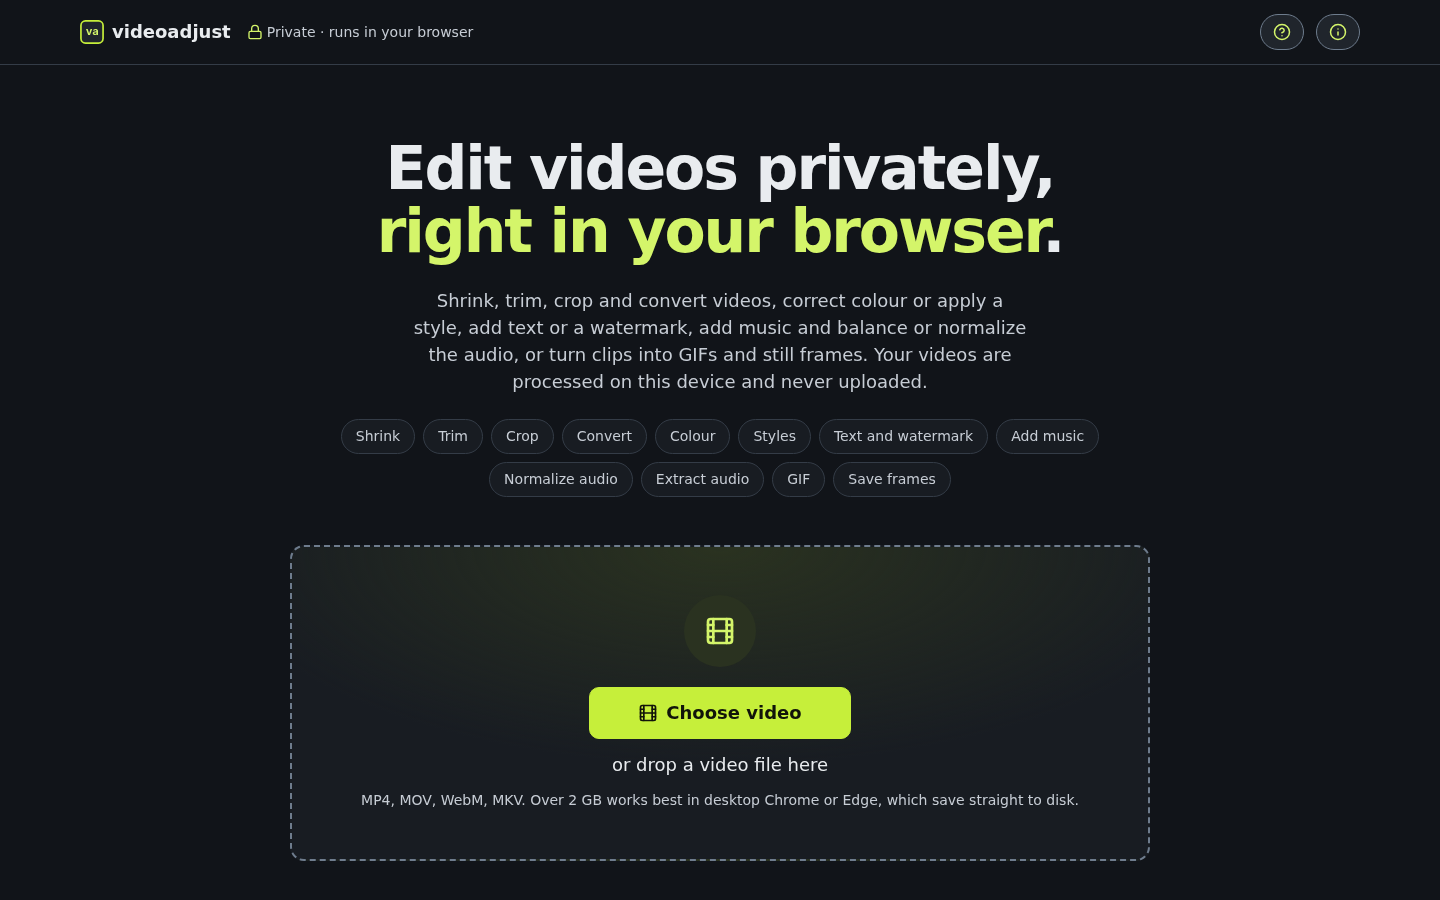 va videoadjust Private · runs in your browser
Edit videos privately,
right in your browser.
Shrink, trim, crop and convert videos, correct colour or apply a
style, add text or a watermark, add music and balance or normalize
the audio, or turn clips into GIFs and still frames. Your videos are
processed on this device and never uploaded.
Shrink Trim Crop Convert Colour Styles Text and watermark Add music
Normalize audio Extract audio GIF Save frames
Choose video
or drop a video file here
MP4, MOV, WebM, MKV. Over 2 GB works best in desktop Chrome or Edge, which save straight to disk.